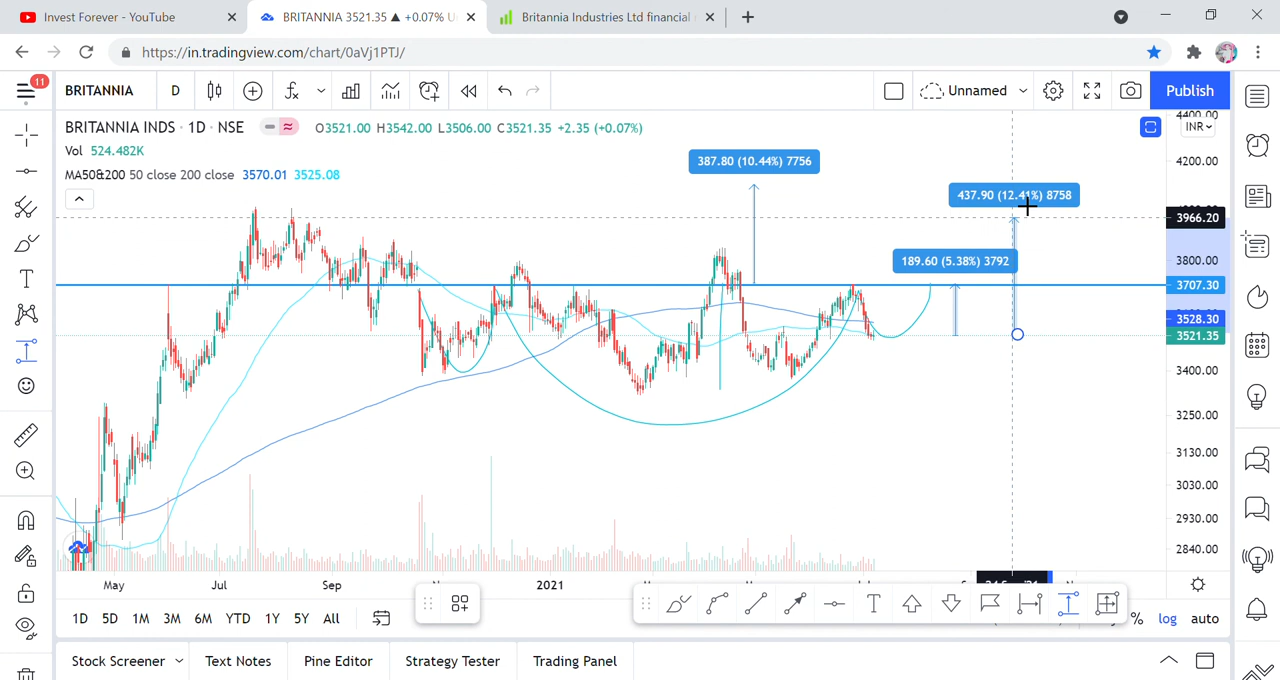 Invest Forever - YouTube
BRITANNIA 3521.35 ▲ +0.07% U
Britannia Industries Ltd financial
https://in.tradingview.com/chart/0aVj1PTJ/
11
BRITANNIA
D
Unnamed
Publish
BRITANNIA INDS · 1D · NSE
O3521.00 H3542.00 L3506.00 C3521.35 +2.35 (+0.07%)
Vol 524.482K
MA50&200 50 close 200 close 3570.01 3525.08
INR
387.80 (10.44%) 7756
437.90 (12.41%) 8758
189.60 (5.38%) 3792
4400.00
4200.00
3966.20
3800.00
3707.30
3528.30
3521.35
3400.00
3250.00
3130.00
3030.00
2930.00
2840.00
May
Jul
Sep
2021
1D
5D
1M
3M
6M
YTD
1Y
5Y
All
%
log
auto
Stock Screener
Text Notes
Pine Editor
Strategy Tester
Trading Panel